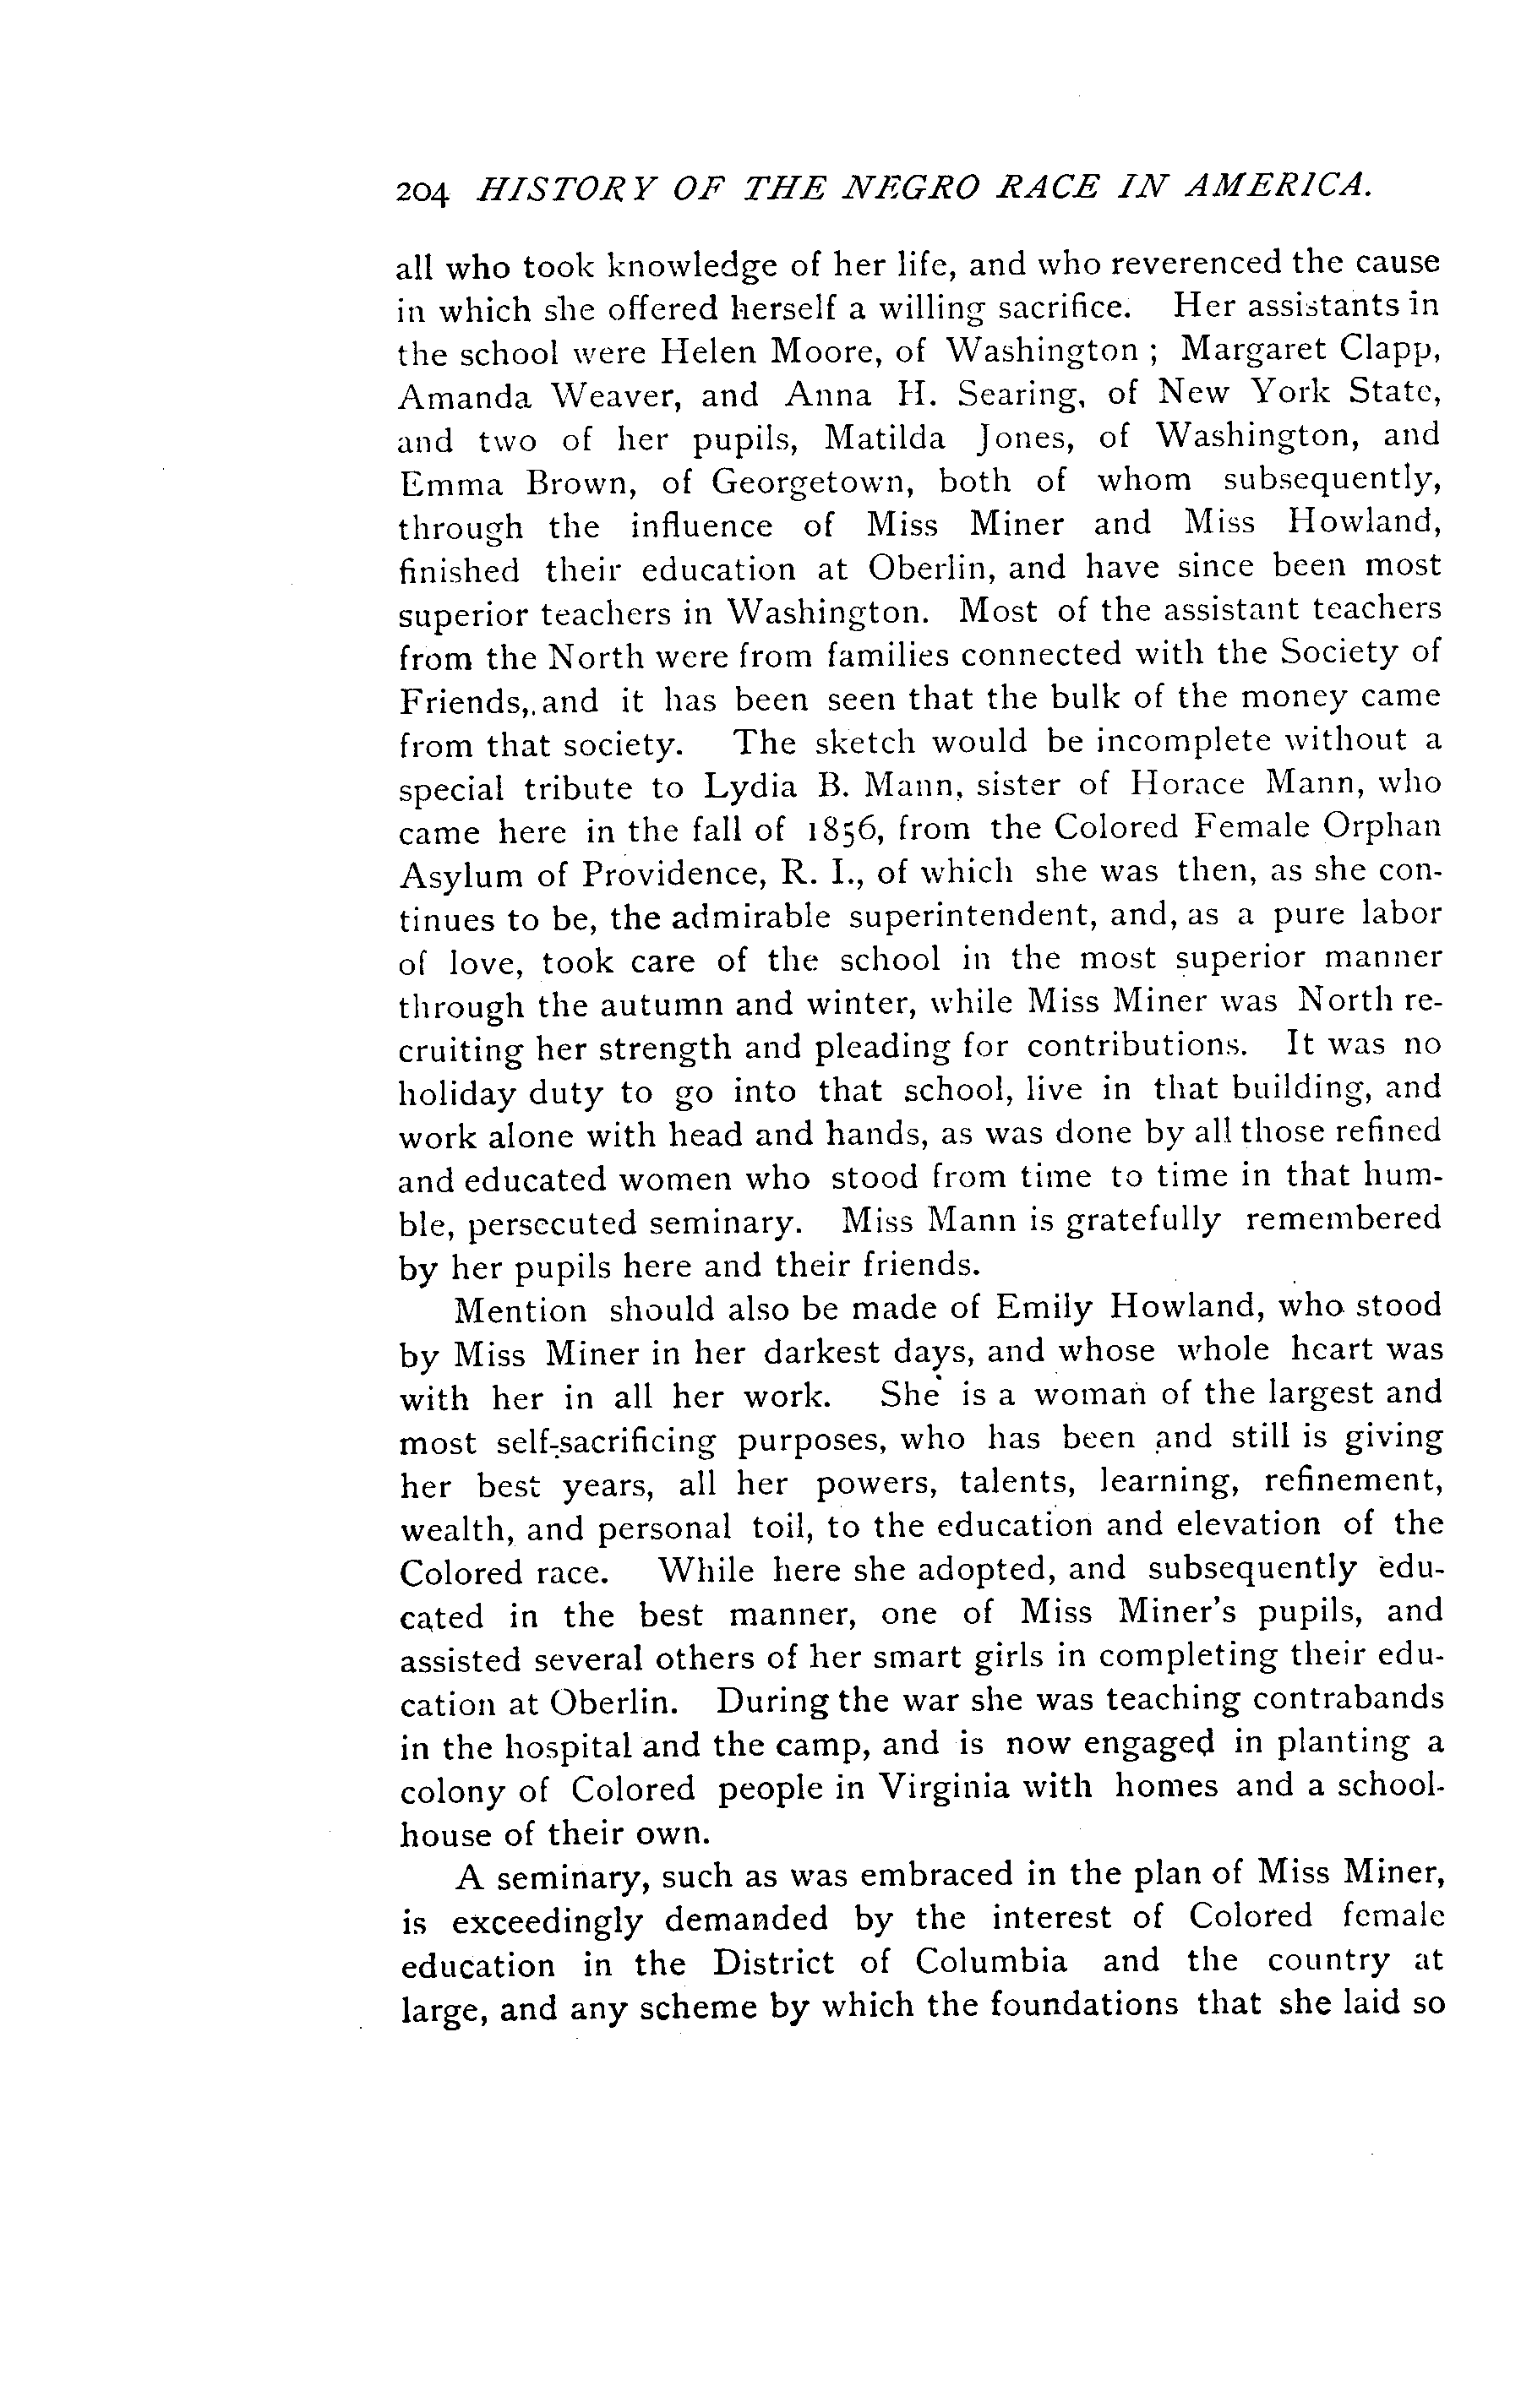 204 HISTORY OF THE NEGRO RACE IN AMERICA.
all who took knowledge of her life, and who reverenced the cause
in which she offered herself a willing sacrifice. Her assistants in
the school were Helen Moore, of Washington ; Margaret Clapp,
Amanda Weaver, and Anna H. Searing, of New York State,
and two of her pupils, Matilda Jones, of Washington, and
Emma Brown, of Georgetown, both of whom subsequently,
through the influence of Miss Miner and Miss Howland,
finished their education at Oberlin, and have since been most
superior teachers in Washington. Most of the assistant teachers
from the North were from families connected with the Society of
Friends, and it has been seen that the bulk of the money came
from that society. The sketch would be incomplete without a
special tribute to Lydia B. Mann, sister of Horace Mann, who
came here in the fall of 1856, from the Colored Female Orphan
Asylum of Providence, R. I., of which she was then, as she con-
tinues to be, the admirable superintendent, and, as a pure labor
of love, took care of the school in the most superior manner
through the autumn and winter, while Miss Miner was North re-
cruiting her strength and pleading for contributions. It was no
holiday duty to go into that school, live in that building, and
work alone with head and hands, as was done by all those refined
and educated women who stood from time to time in that hum-
ble, persecuted seminary. Miss Mann is gratefully remembered
by her pupils here and their friends.
Mention should also be made of Emily Howland, who stood
by Miss Miner in her darkest days, and whose whole heart was
with her in all her work. She is a woman of the largest and
most self-sacrificing purposes, who has been and still is giving
her best years, all her powers, talents, learning, refinement,
wealth, and personal toil, to the education and elevation of the
Colored race. While here she adopted, and subsequently edu-
cated in the best manner, one of Miss Miner's pupils, and
assisted several others of her smart girls in completing their edu-
cation at Oberlin. During the war she was teaching contrabands
in the hospital and the camp, and is now engaged in planting a
colony of Colored people in Virginia with homes and a school-
house of their own.
A seminary, such as was embraced in the plan of Miss Miner,
is exceedingly demanded by the interest of Colored female
education in the District of Columbia and the country at
large, and any scheme by which the foundations that she laid so